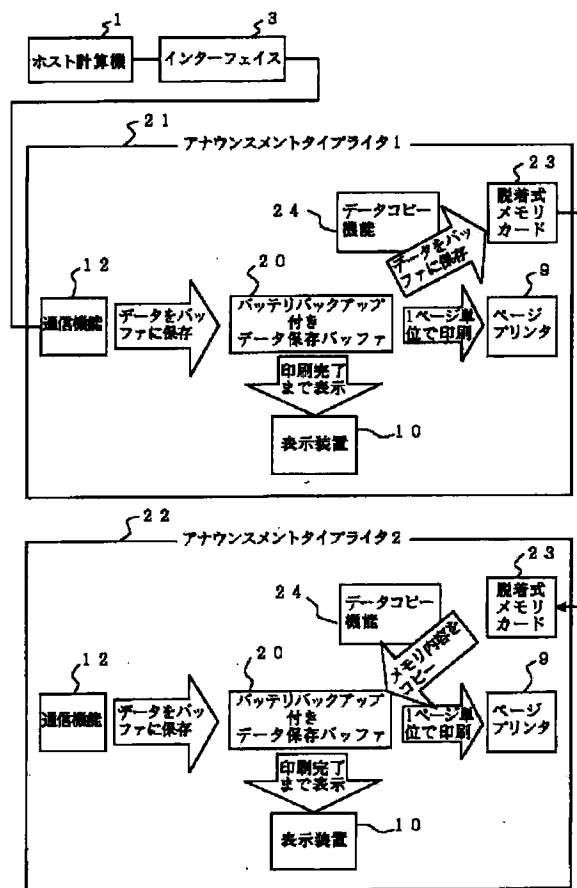 1
3
ホスト計算機
インターフェイス
21
アナウンスメントタイプライタ1
23
脱着式
メモリ
カード
24
データコピー
機能
データをバッ
ファに保存
12
通信機能
データをバッ
ファに保存
20
バッテリバックアップ
付き
データ保存バッファ
1ページ単
位で印刷
9
ページ
プリンタ
印刷完了
まで表示
表示装置
10
22
アナウンスメントタイプライタ2
23
脱着式
メモリ
カード
24
データコピー
機能
メモリ内容を
コピー
12
通信機能
データをバッ
ファに保存
20
バッテリバックアップ
付き
データ保存バッファ
1ページ単
位で印刷
9
ページ
プリンタ
印刷完了
まで表示
表示装置
10